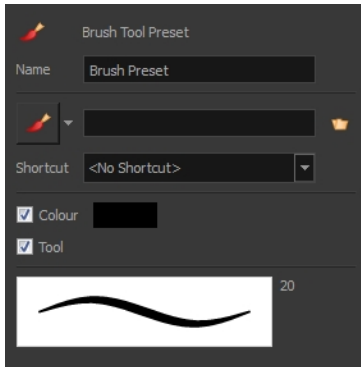 Brush Tool Preset
Name Brush Preset
Shortcut <No Shortcut>
Colour
Tool
20